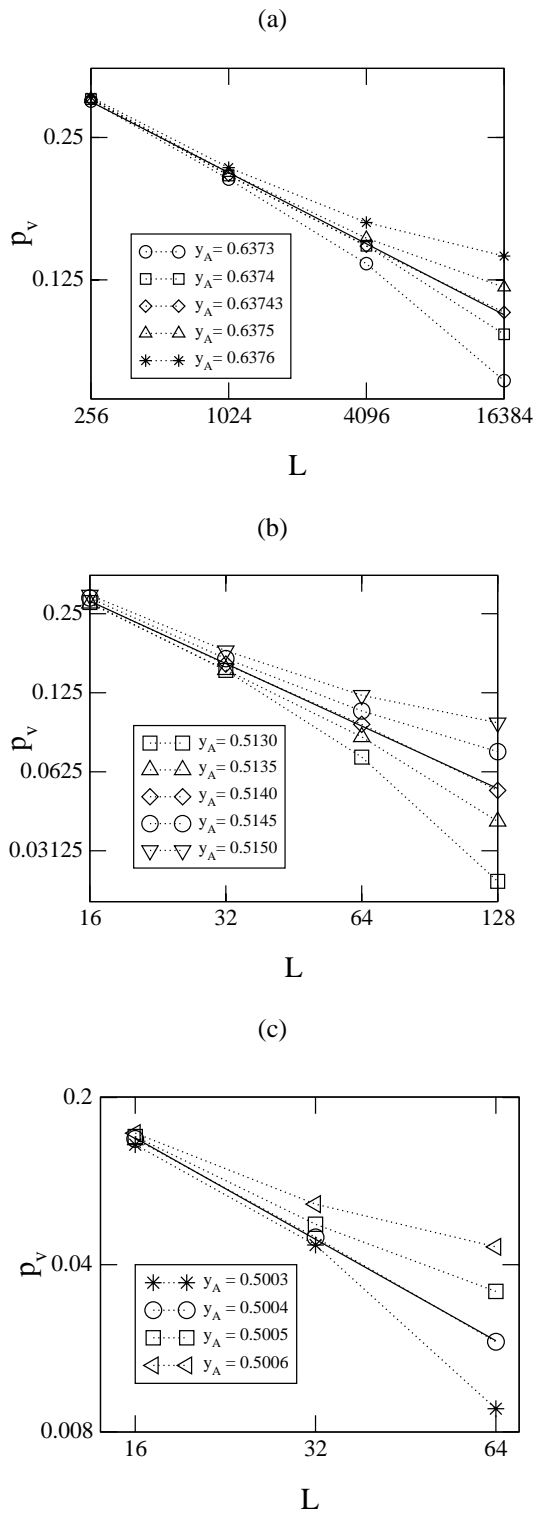 (a)
0.25
0.125
p_v
y_A = 0.6373
y_A = 0.6374
y_A = 0.63743
y_A = 0.6375
y_A = 0.6376
256 1024 4096 16384
L
(b)
0.25
0.125
0.0625
0.03125
p_v
y_A = 0.5130
y_A = 0.5135
y_A = 0.5140
y_A = 0.5145
y_A = 0.5150
16 32 64 128
L
(c)
0.2
0.04
0.008
p_v
y_A = 0.5003
y_A = 0.5004
y_A = 0.5005
y_A = 0.5006
16 32 64
L